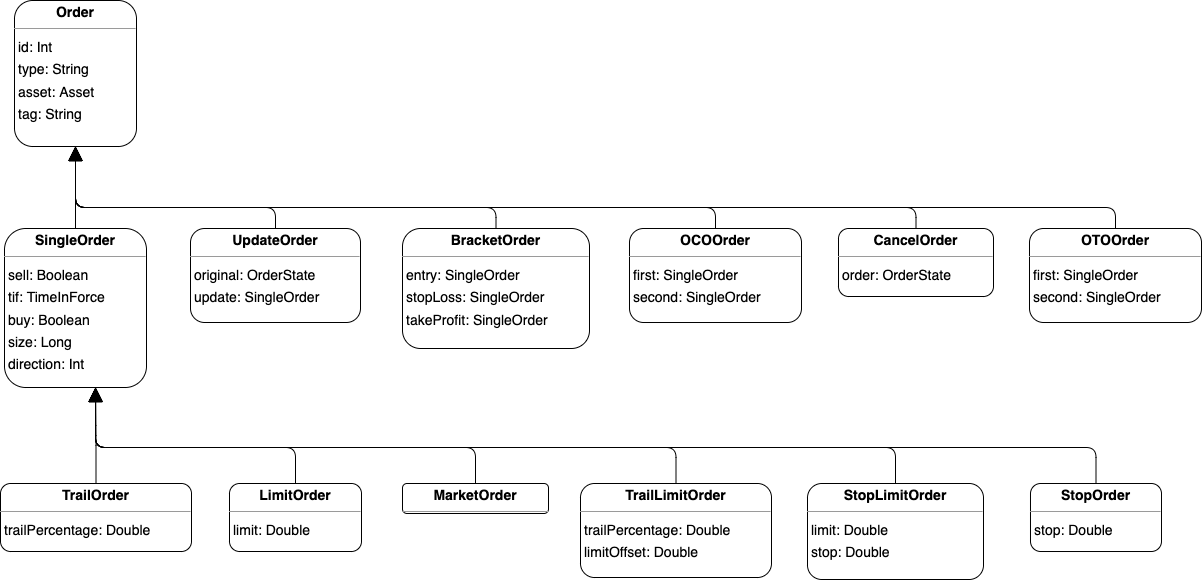 Order
id: Int
type: String
asset: Asset
tag: String
SingleOrder
sell: Boolean
tif: TimeInForce
buy: Boolean
size: Long
direction: Int
UpdateOrder
original: OrderState
update: SingleOrder
BracketOrder
entry: SingleOrder
stopLoss: SingleOrder
takeProfit: SingleOrder
OCOOrder
first: SingleOrder
second: SingleOrder
CancelOrder
order: OrderState
OTOOrder
first: SingleOrder
second: SingleOrder
TrailOrder
trailPercentage: Double
LimitOrder
limit: Double
MarketOrder
TrailLimitOrder
trailPercentage: Double
limitOffset: Double
StopLimitOrder
limit: Double
stop: Double
StopOrder
stop: Double